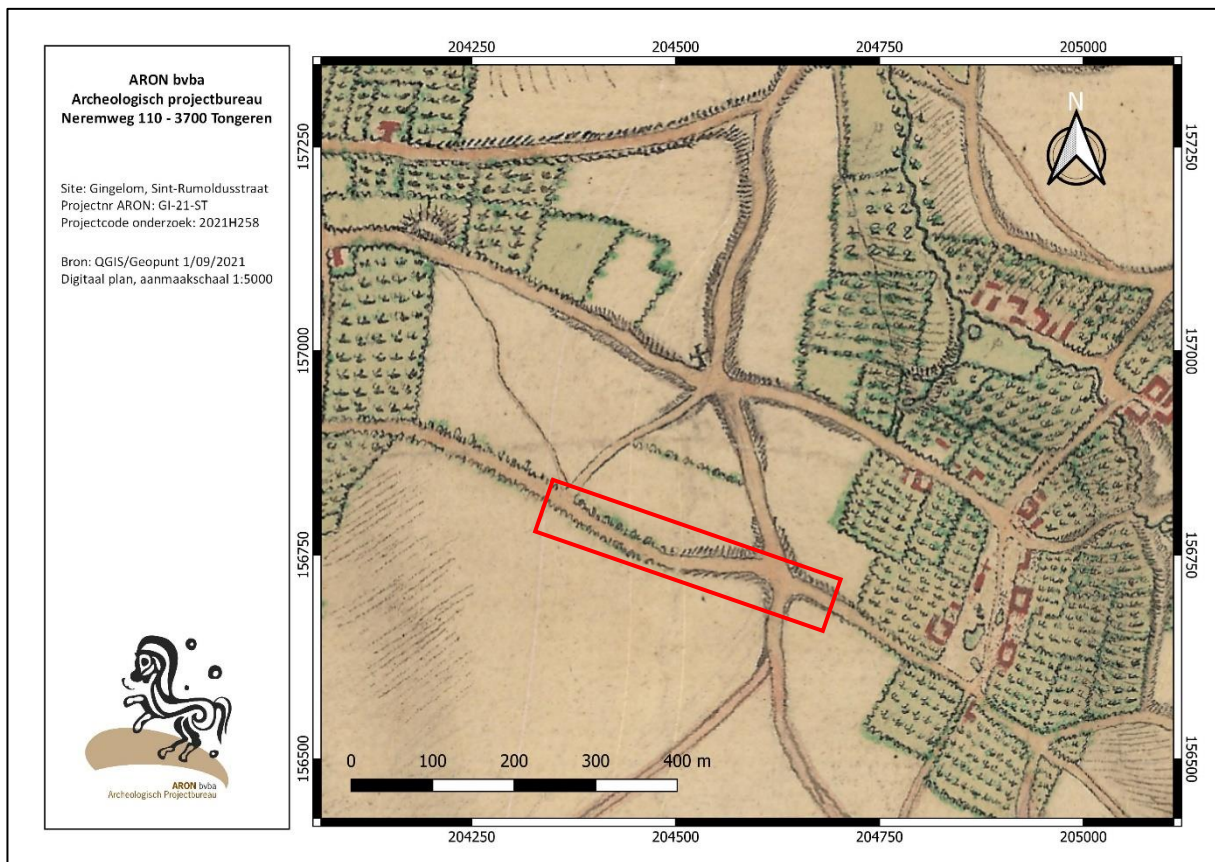 ARON bvba
Archeologisch projectbureau
Neremweg 110 - 3700 Tongeren
Site: Gingelom, Sint-Rumoldusstraat
Projectnr ARON: GI-21-ST
Projectcode onderzoek: 2021H258
Bron: QGIS/Geopunt 1/09/2021
Digitaal plan, aanmaakschaal 1:5000
ARON bvba
Archeologisch Projectbureau
204250 204500 204750 205000
157250 157250
157000 157000
156750 156750
156500 156500
N
0 100 200 300 400 m
204250 204500 204750 205000